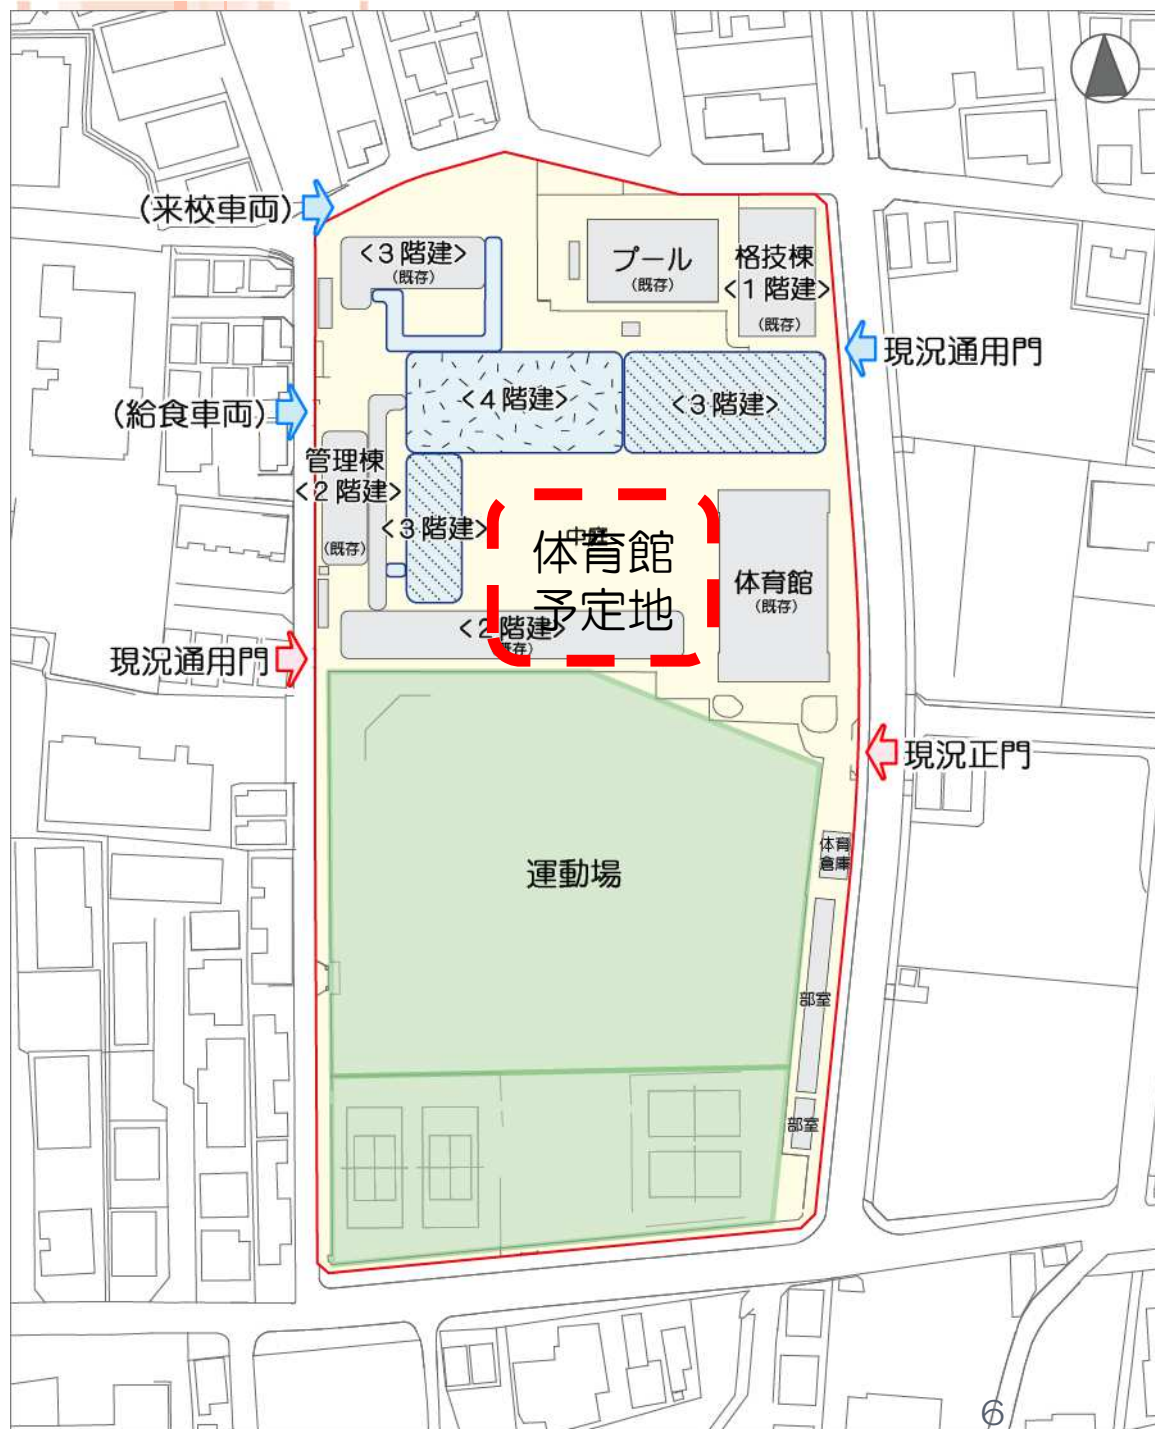 (来校車両)
<3階建>
(既存)
プール
(既存)
格技棟
<1階建>
(既存)
現況通用門
(給食車両)
<4階建>
<3階建>
管理棟
<2階建>
(既存)
<3階建>
中庭
体育館
予定地
体育館
(既存)
<2階建>
(既存)
現況通用門
現況正門
体育
倉庫
運動場
部室
部室
6